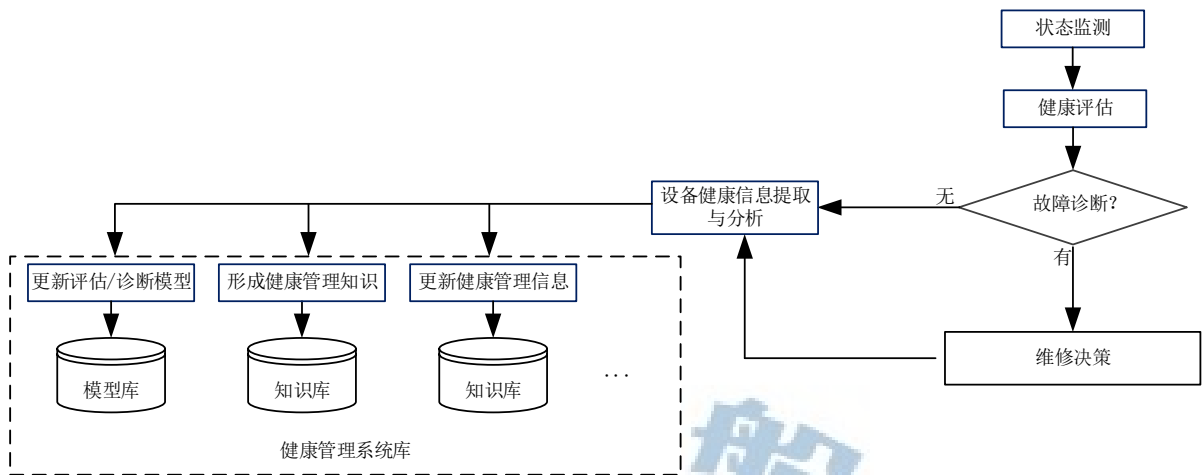 状态监测
健康评估
故障诊断?
无
有
设备健康信息提取
与分析
维修决策
更新评估/诊断模型
形成健康管理知识
更新健康管理信息
模型库
知识库
知识库
...
健康管理系统库
船